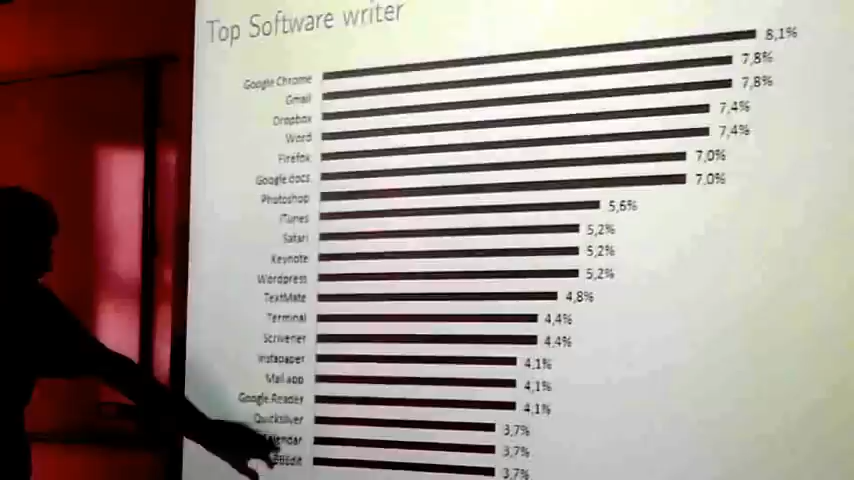 Top Software writer
Google Chrome 8,1%
Gmail 7,8%
Dropbox 7,8%
Word 7,4%
Firefox 7,4%
Google docs 7,0%
Photoshop 7,0%
iTunes 5,6%
Safari 5,2%
Keynote 5,2%
Wordpress 5,2%
TextMate 4,8%
Terminal 4,4%
Scrivener 4,4%
Instapaper 4,1%
Mail app 4,1%
Google Reader 4,1%
Quicksilver 3,7%
3,7%
3,7%